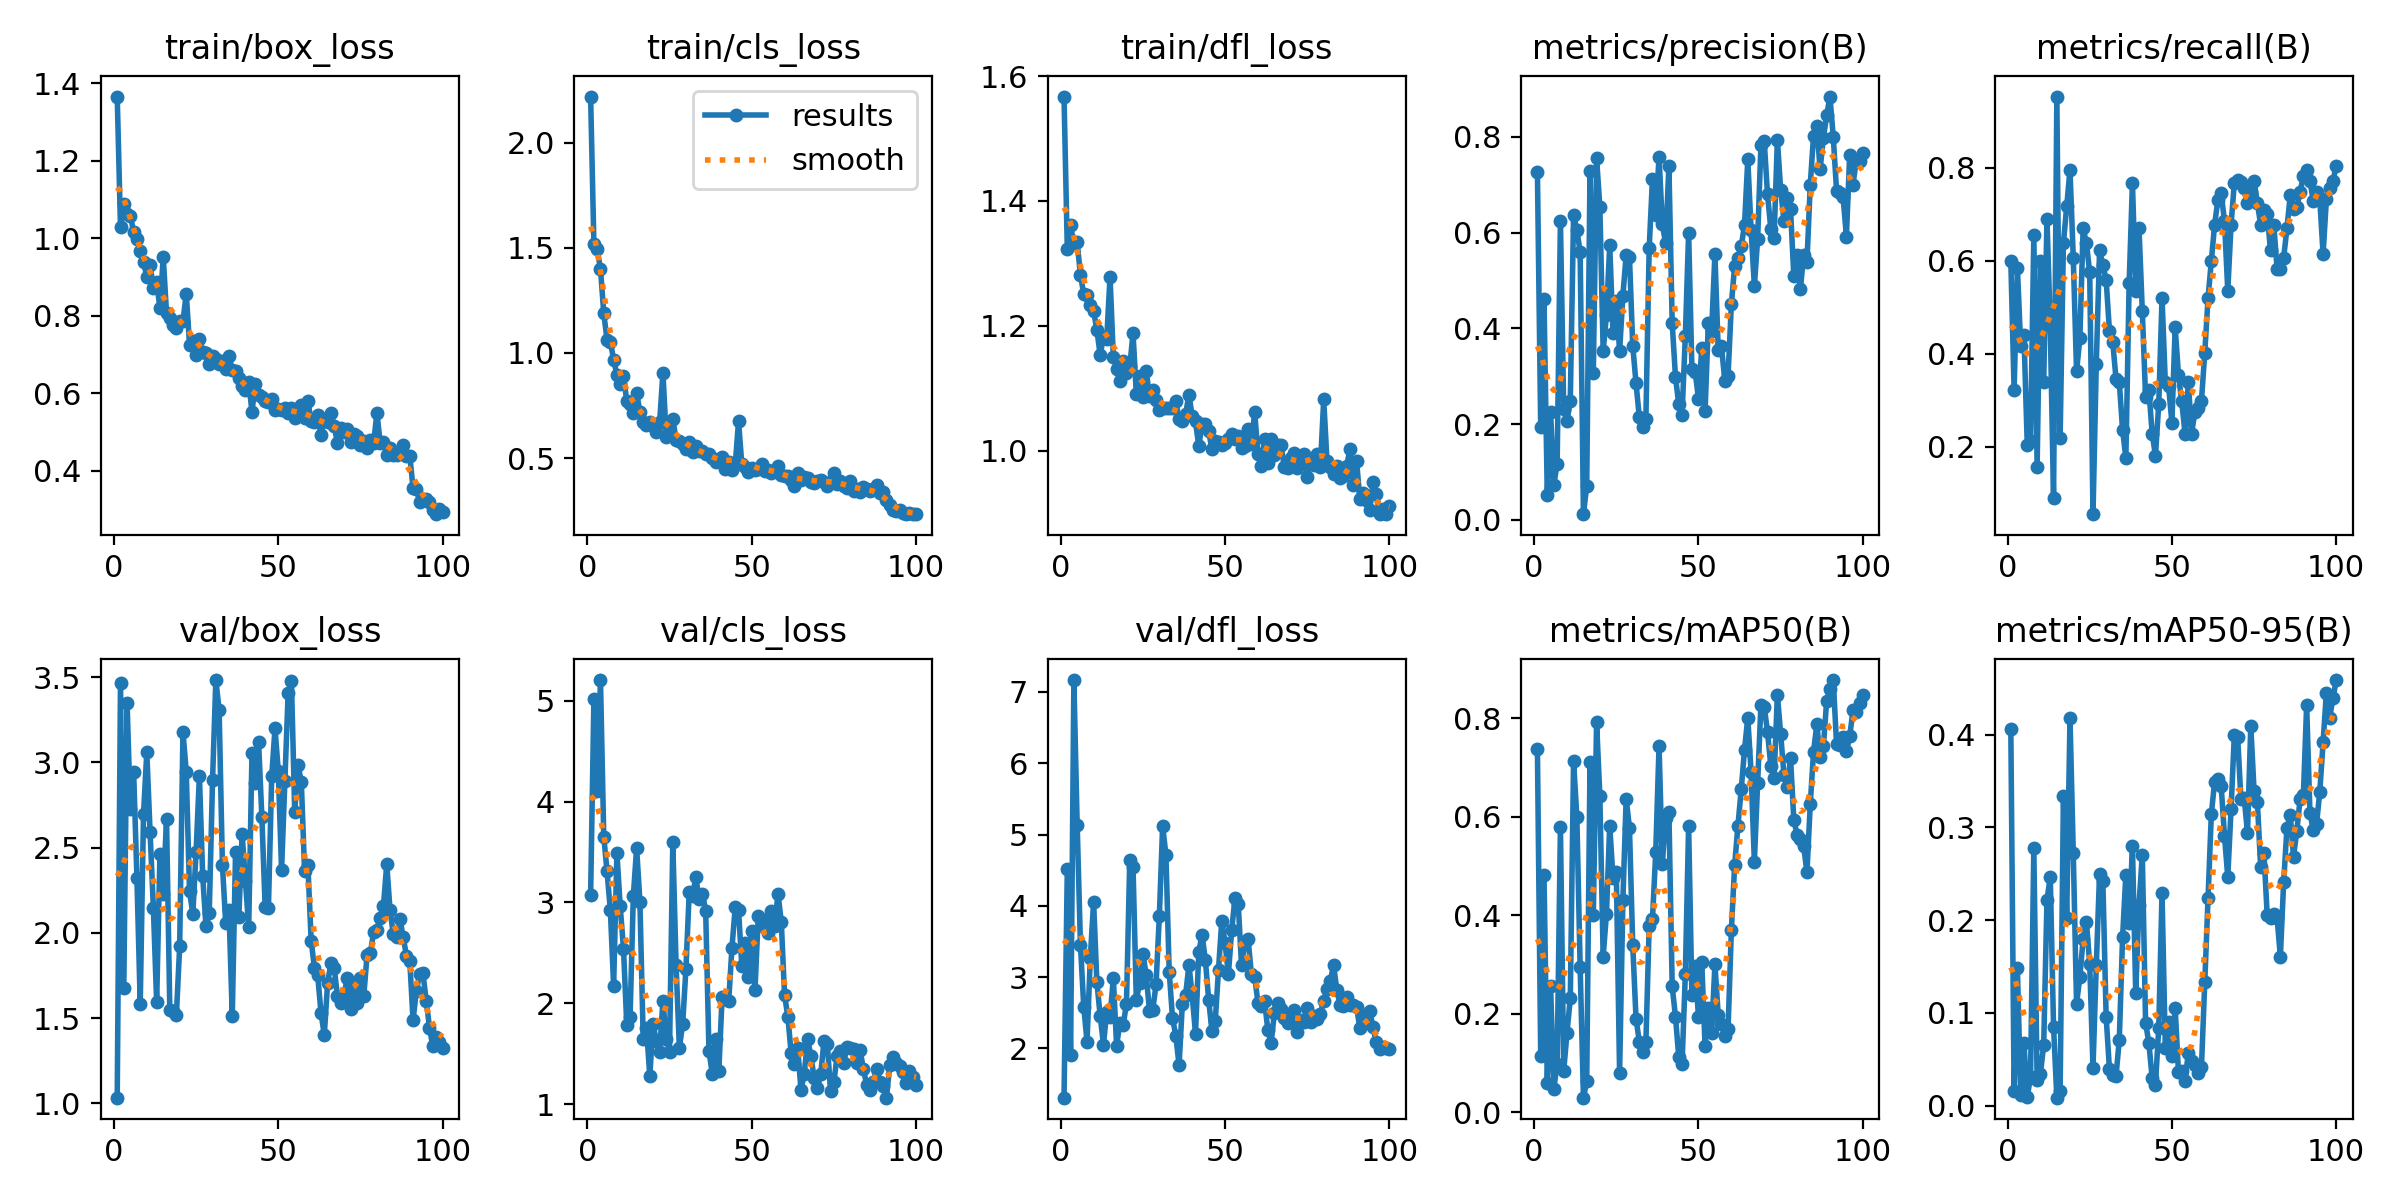 train/box_loss
1.4
1.2
1.0
0.8
0.6
0.4
0 50 100
train/cls_loss
results
smooth
2.0
1.5
1.0
0.5
0 50 100
train/dfl_loss
1.6
1.4
1.2
1.0
0 50 100
metrics/precision(B)
0.8
0.6
0.4
0.2
0.0
0 50 100
metrics/recall(B)
0.8
0.6
0.4
0.2
0 50 100
val/box_loss
3.5
3.0
2.5
2.0
1.5
1.0
0 50 100
val/cls_loss
5
4
3
2
1
0 50 100
val/dfl_loss
7
6
5
4
3
2
0 50 100
metrics/mAP50(B)
0.8
0.6
0.4
0.2
0.0
0 50 100
metrics/mAP50-95(B)
0.4
0.3
0.2
0.1
0.0
0 50 100